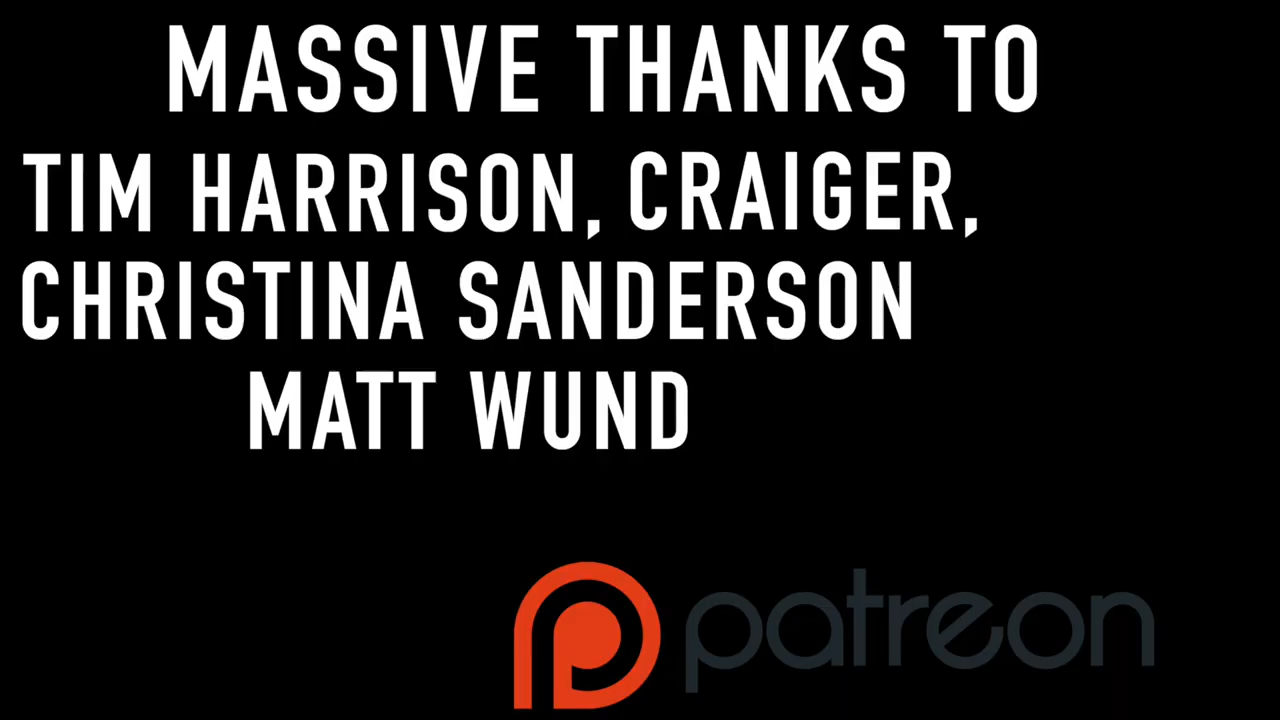 MASSIVE THANKS TO
TIM HARRISON, CRAIGER,
CHRISTINA SANDERSON
MATT WUND
patreon